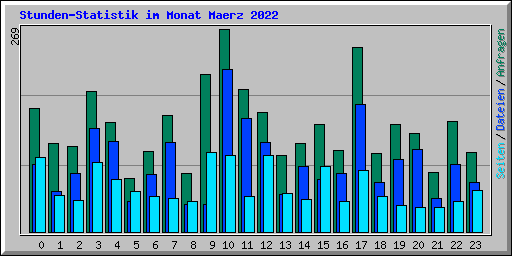 Stunden-Statistik im Monat Maerz 2022
269
Seiten / Dateien / Anfragen
0 1 2 3 4 5 6 7 8 9 10 11 12 13 14 15 16 17 18 19 20 21 22 23